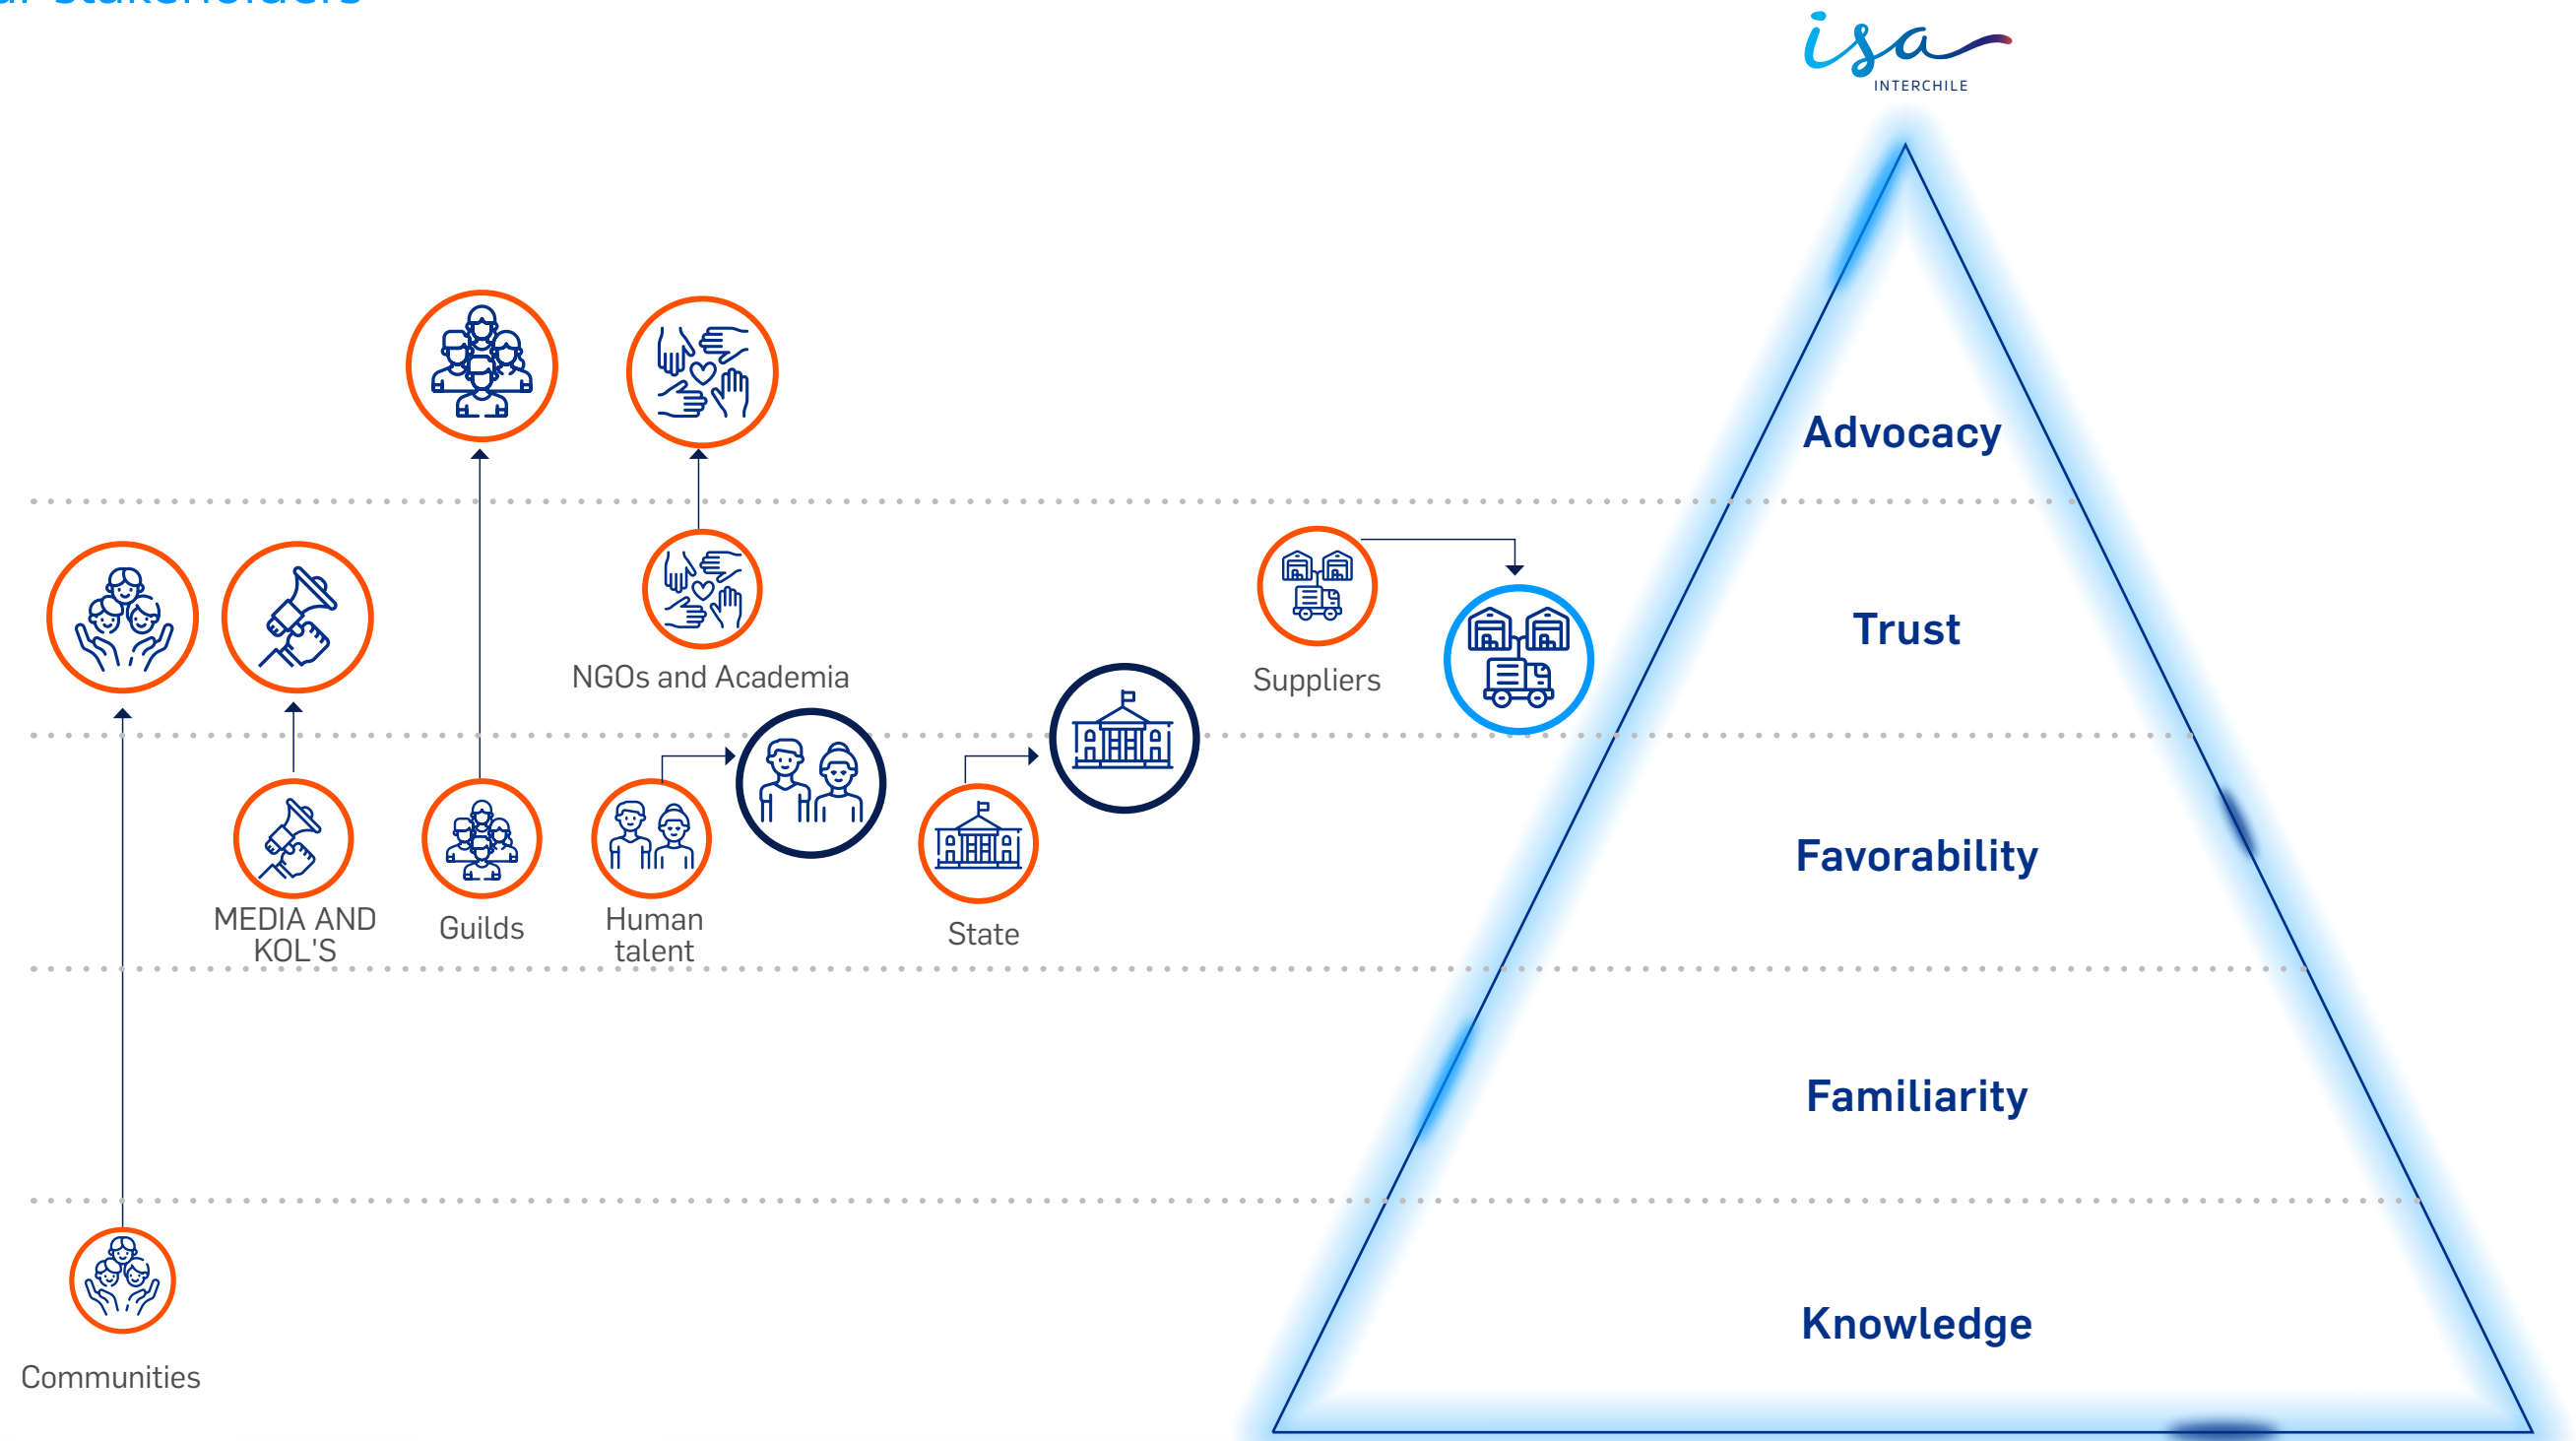 stakeholders
isa
INTERCHILE
Advocacy
Trust
NGOs and Academia
Suppliers
Favorability
MEDIA AND
KOL'S
Guilds
Human
talent
State
Familiarity
Knowledge
Communities